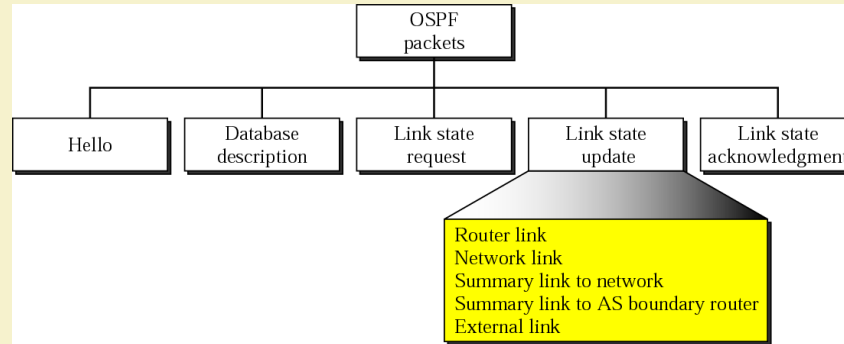 OSPF
packets
Hello
Database
description
Link state
request
Link state
update
Link state
acknowledgment
Router link
Network link
Summary link to network
Summary link to AS boundary router
External link